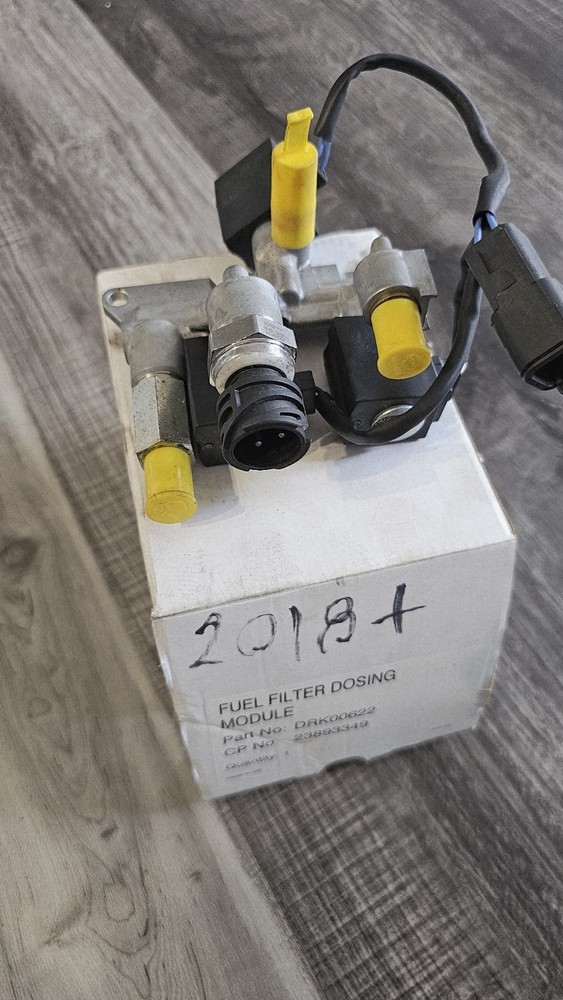 2018+
FUEL FILTER DOSING
MODULE
Part No: DRK00622
CP No: 23893349
Quantity: 1